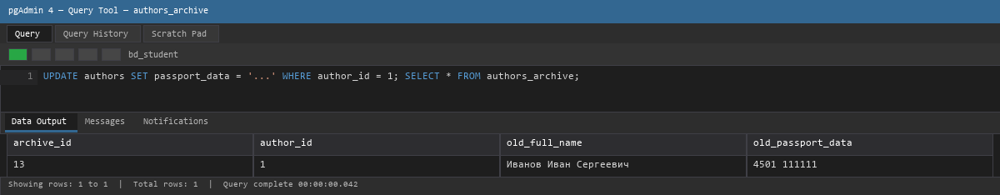 pgAdmin 4 — Query Tool — authors_archive
Query Query History Scratch Pad
bd_student
1 UPDATE authors SET passport_data = '...' WHERE author_id = 1; SELECT * FROM authors_archive;
Data Output Messages Notifications
archive_id author_id old_full_name old_passport_data
13 1 Иванов Иван Сергеевич 4501 111111
Showing rows: 1 to 1 | Total rows: 1 | Query complete 00:00:00.042